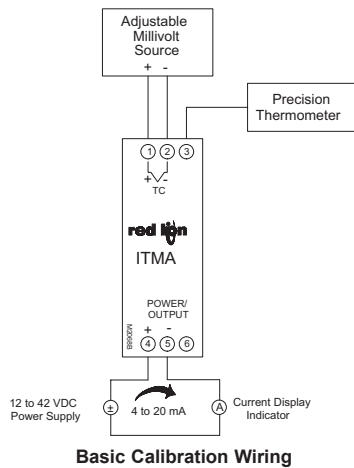 Adjustable
Millivolt
Source
+ -
Precision
Thermometer
1 2 3
+ -
TC
red lion
ITMA
POWER/
OUTPUT
M3068B
+ -
4 5 6
12 to 42 VDC
Power Supply
±
4 to 20 mA
A
Current Display
Indicator
Basic Calibration Wiring